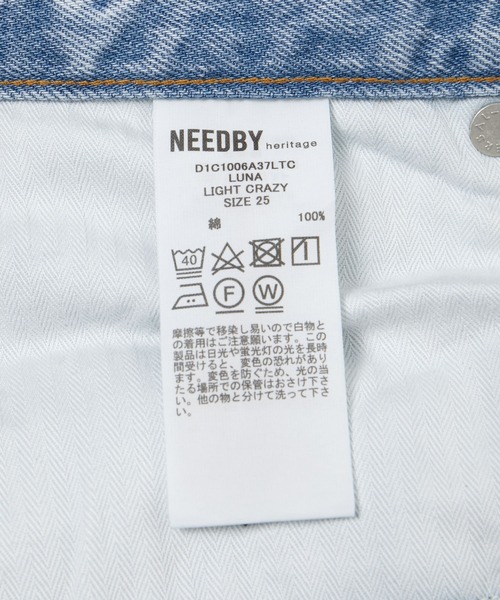 NEEDBY heritage
D1C1006A37LTC
LUNA
LIGHT CRAZY
SIZE 25
綿 100%
40
F W
摩擦等で移染し易いので白物と
の着用はご注意願います。この
製品は日光や蛍光灯の光を長時
間受けると、変色の恐れがあり
ます。変色を防ぐため、光の当
たる場所での保管はおさけ下さ
い。他の物と分けて洗って下さ
い。